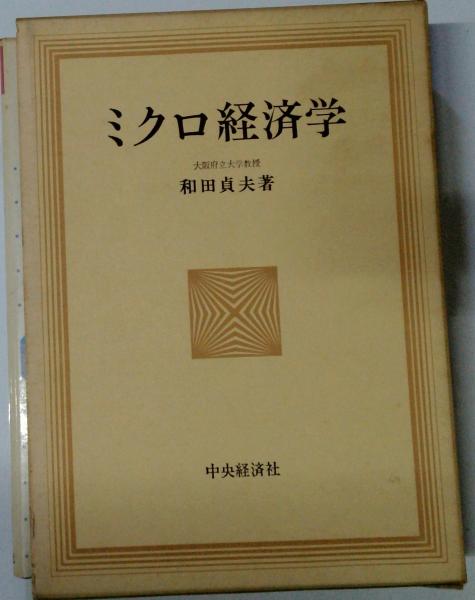 ミクロ経済学
大阪府立大学教授
和田貞夫著
中央経済社